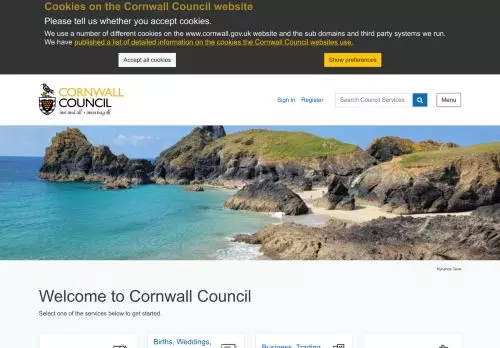 Cookies on the Cornwall Council website
Please tell us whether you accept cookies.
We use a number of different cookies on the www.cornwall.gov.uk website and the sub domains and third party systems we run.
We have published a list of detailed information on the cookies the Cornwall Council websites use.
Accept all cookies
Show preferences
CORNWALL
COUNCIL
one and all • onen hag oll
Sign in
Register
Search Council Services
Menu
Kynance Cove
Welcome to Cornwall Council
Select one of the services below to get started.
Births, Weddings,
Business, Trading